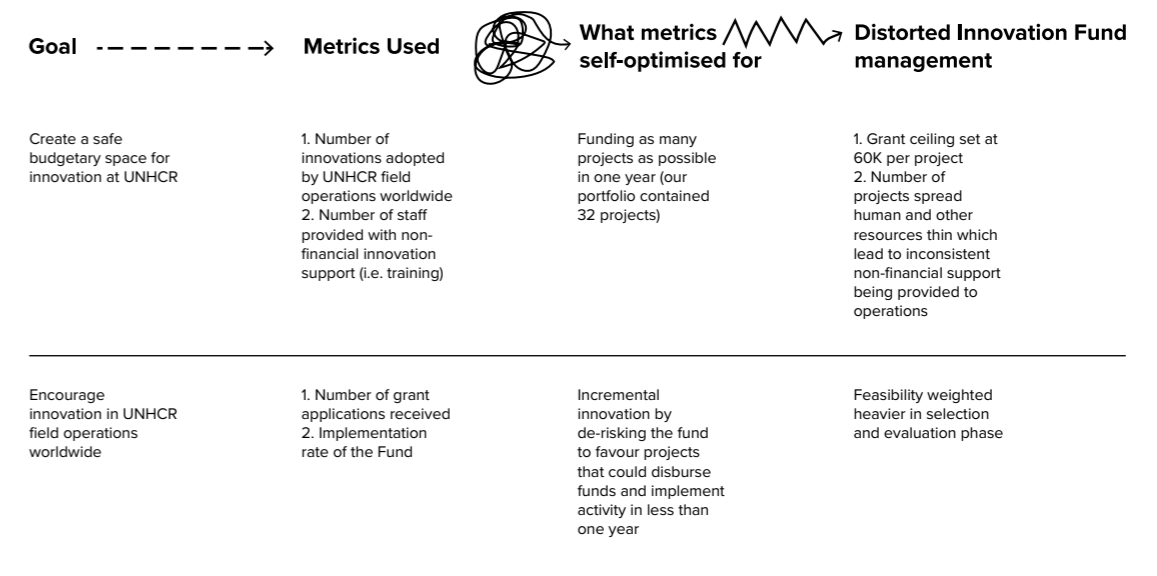 Goal
Metrics Used
What metrics
self-optimised for
Distorted Innovation Fund
management
Create a safe
budgetary space for
innovation at UNHCR
1. Number of
innovations adopted
by UNHCR field
operations worldwide
2. Number of staff
provided with non-
financial innovation
support (i.e. training)
Funding as many
projects as possible
in one year (our
portfolio contained
32 projects)
1. Grant ceiling set at
60K per project
2. Number of
projects spread
human and other
resources thin which
lead to inconsistent
non-financial support
being provided to
operations
Encourage
innovation in UNHCR
field operations
worldwide
1. Number of grant
applications received
2. Implementation
rate of the Fund
Incremental
innovation by
de-risking the fund
to favour projects
that could disburse
funds and implement
activity in less than
one year
Feasibility weighted
heavier in selection
and evaluation phase